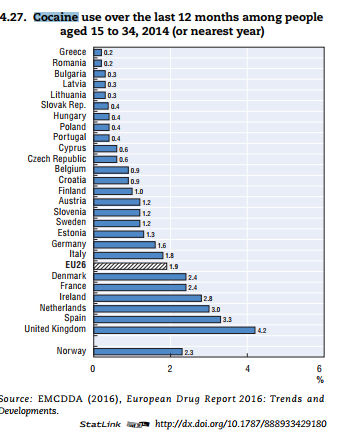 4.27. Cocaine use over the last 12 months among people
aged 15 to 34, 2014 (or nearest year)
Greece 0.2
Romania 0.2
Bulgaria 0.3
Latvia 0.3
Lithuania 0.3
Slovak Rep. 0.4
Hungary 0.4
Poland 0.4
Portugal 0.4
Cyprus 0.6
Czech Republic 0.6
Belgium 0.9
Croatia 0.9
Finland 1.0
Austria 1.2
Slovenia 1.2
Sweden 1.2
Estonia 1.3
Germany 1.6
Italy 1.8
EU26 1.9
Denmark 2.4
France 2.4
Ireland 2.8
Netherlands 3.0
Spain 3.3
United Kingdom 4.2
Norway 2.3
0 2 4 6
%
Source: EMCDDA (2016), European Drug Report 2016: Trends and
Developments.
StatLink http://dx.doi.org/10.1787/888933429180